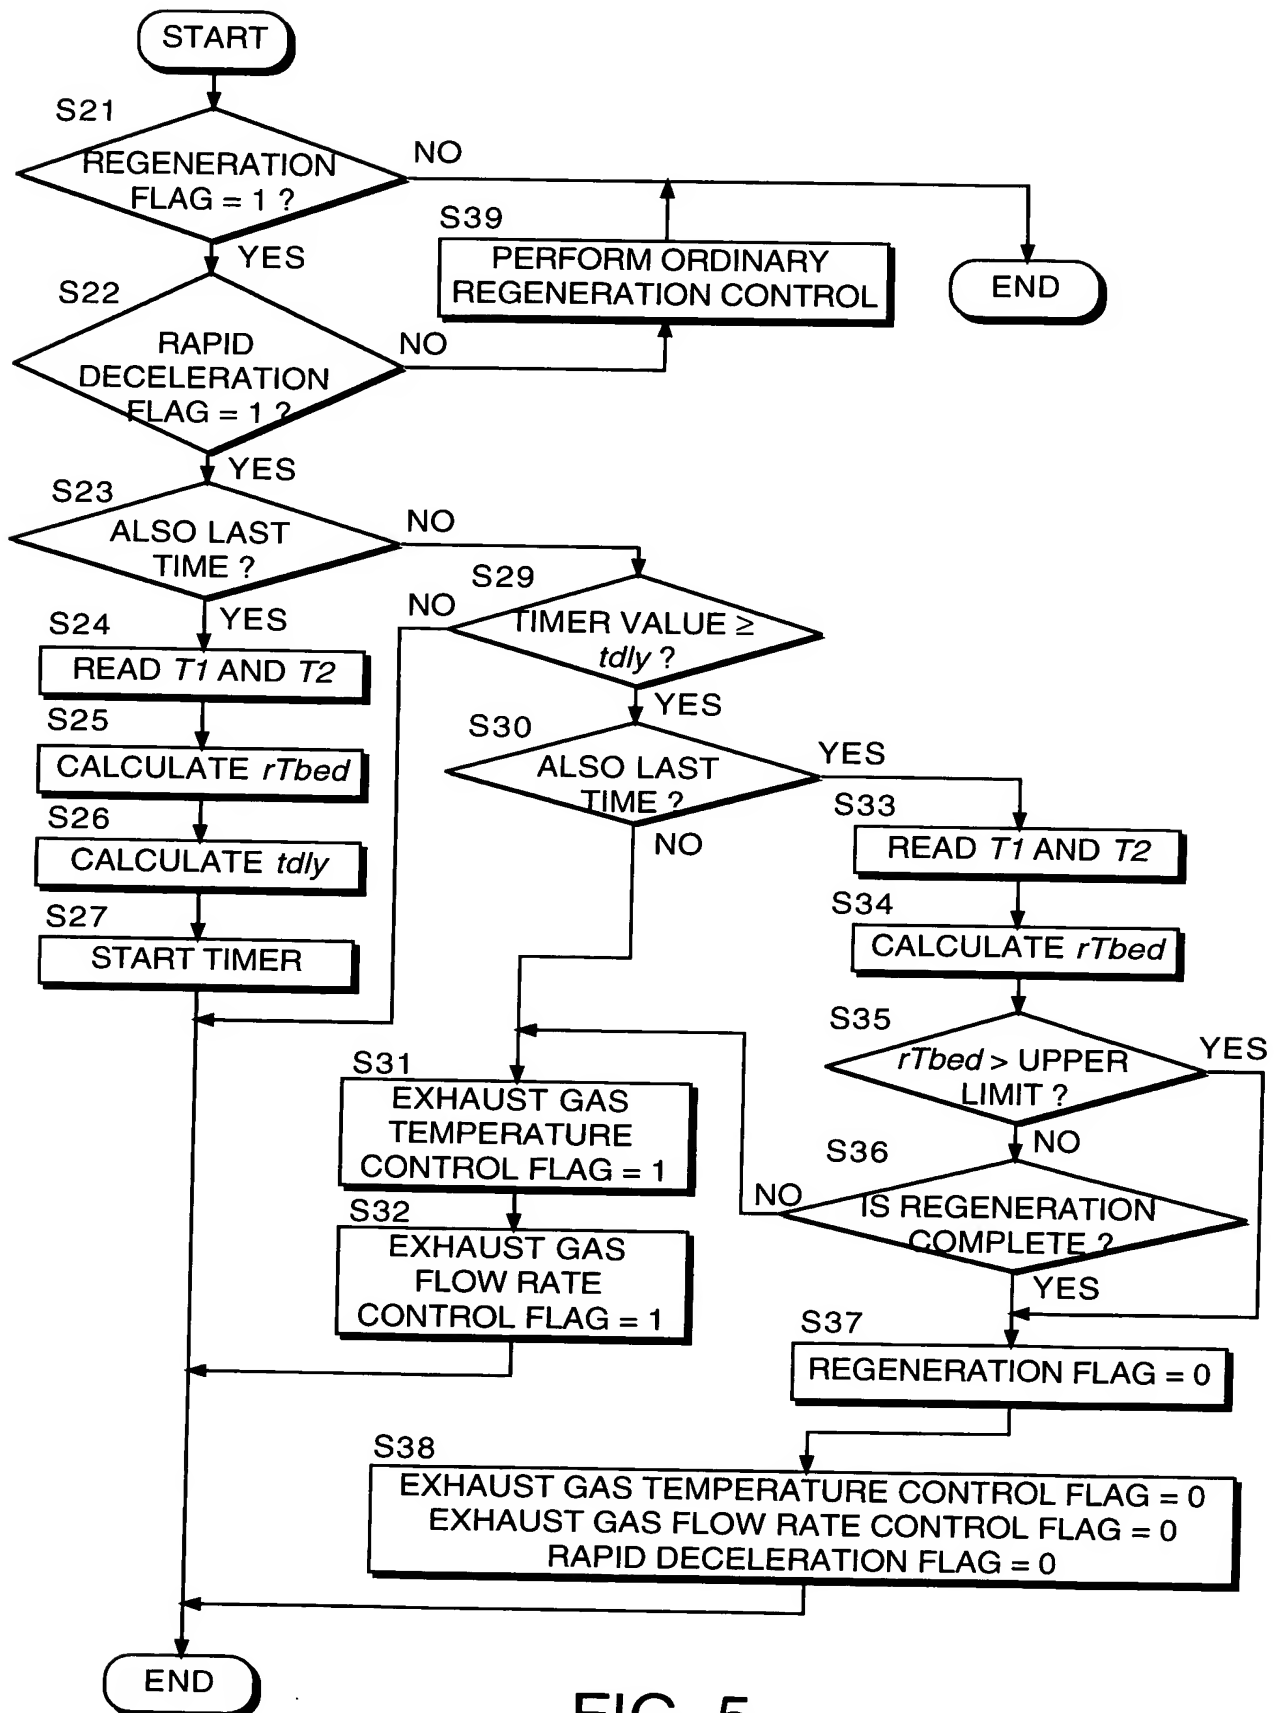 START
S21
REGENERATION
FLAG = 1 ?
NO
YES
S39
PERFORM ORDINARY
REGENERATION CONTROL
END
S22
RAPID
DECELERATION
FLAG = 1 ?
NO
YES
S23
ALSO LAST
TIME ?
NO
YES
S24
READ T1 AND T2
S25
CALCULATE rTbed
S26
CALCULATE tdly
S27
START TIMER
S29
NO
TIMER VALUE ≥
tdly ?
YES
S30
ALSO LAST
TIME ?
YES
NO
S33
READ T1 AND T2
S34
CALCULATE rTbed
S35
rTbed > UPPER
LIMIT ?
YES
NO
S36
IS REGENERATION
COMPLETE ?
NO
YES
S31
EXHAUST GAS
TEMPERATURE
CONTROL FLAG = 1
S32
EXHAUST GAS
FLOW RATE
CONTROL FLAG = 1
S37
REGENERATION FLAG = 0
S38
EXHAUST GAS TEMPERATURE CONTROL FLAG = 0
EXHAUST GAS FLOW RATE CONTROL FLAG = 0
RAPID DECELERATION FLAG = 0
END
FIG. 5